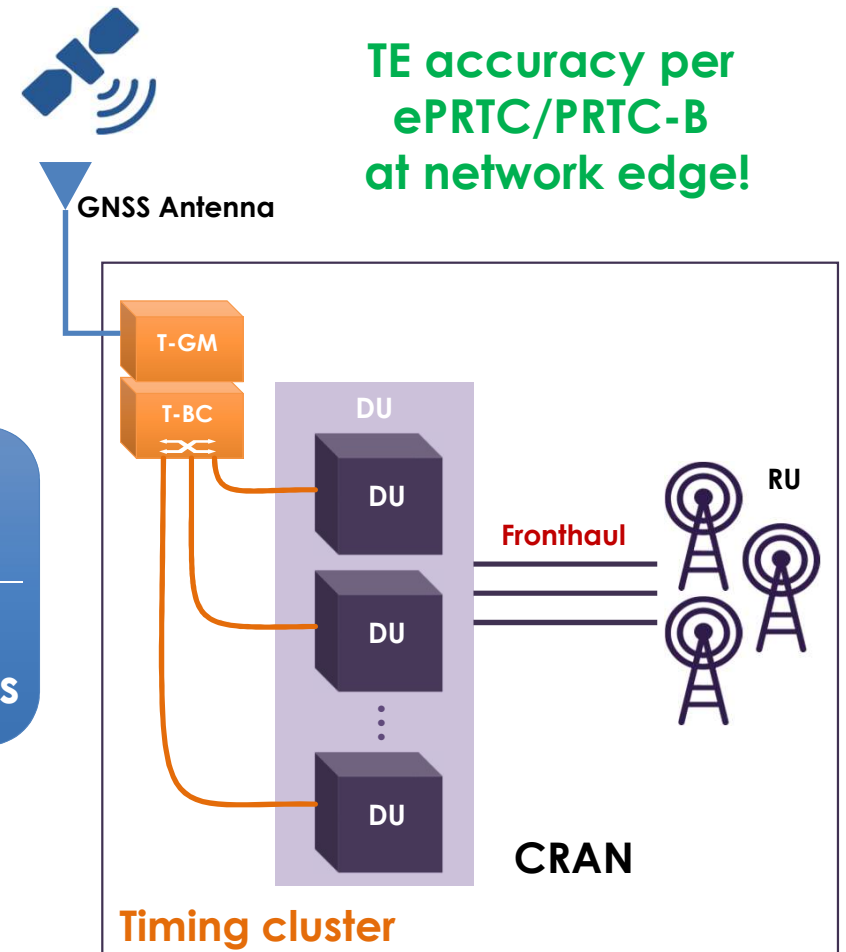 TE accuracy per
ePRTC/PRTC-B
at network edge!
GNSS Antenna
T-GM
T-BC
DU
DU
RU
Fronthaul
DU
s
DU
CRAN
Timing cluster